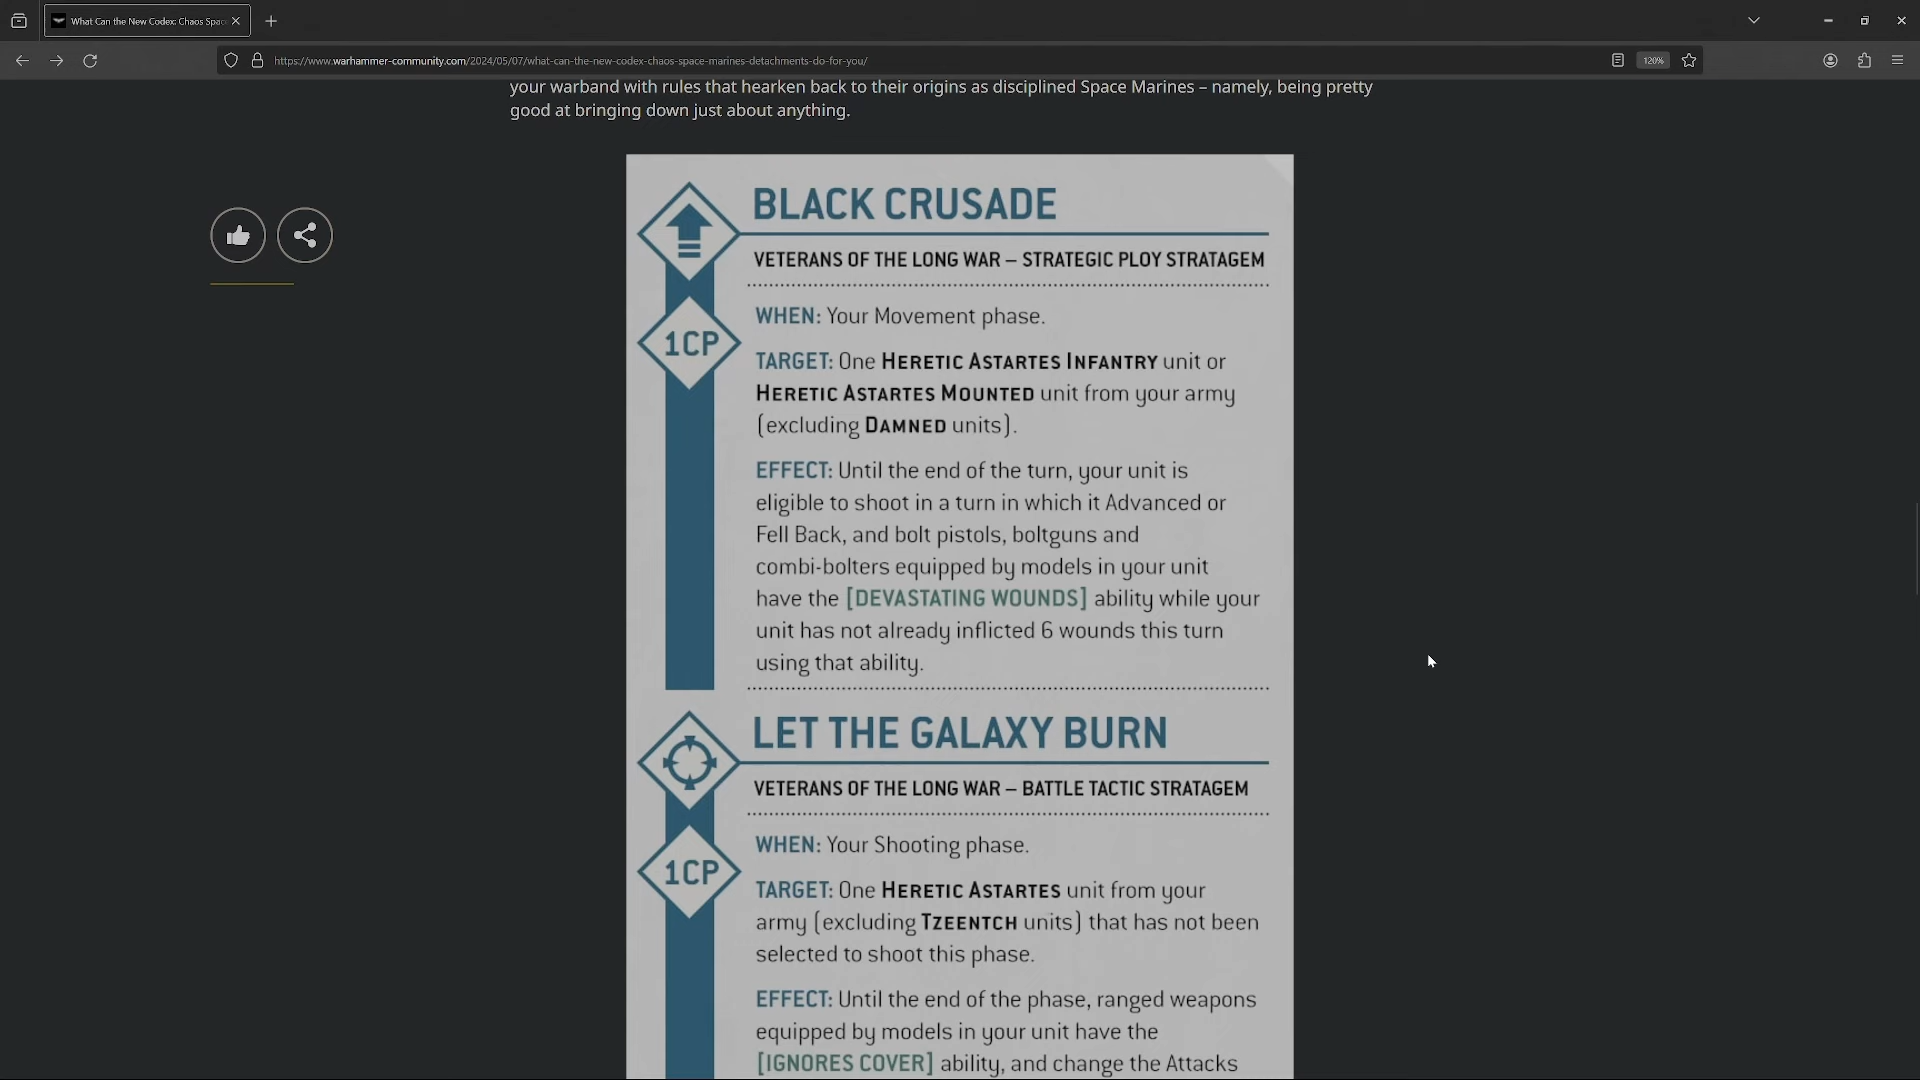 What Can the New Codex: Chaos Spac
https://www.warhammer-community.com/2024/05/07/what-can-the-new-codex-chaos-space-marines-detachments-do-for-you/
120%
your warband with rules that hearken back to their origins as disciplined Space Marines – namely, being pretty
good at bringing down just about anything.
BLACK CRUSADE
VETERANS OF THE LONG WAR – STRATEGIC PLOY STRATAGEM
1CP
WHEN: Your Movement phase.
TARGET: One HERETIC ASTARTES INFANTRY unit or
HERETIC ASTARTES MOUNTED unit from your army
(excluding DAMNED units).
EFFECT: Until the end of the turn, your unit is
eligible to shoot in a turn in which it Advanced or
Fell Back, and bolt pistols, boltguns and
combi-bolters equipped by models in your unit
have the [DEVASTATING WOUNDS] ability while your
unit has not already inflicted 6 wounds this turn
using that ability.
LET THE GALAXY BURN
VETERANS OF THE LONG WAR – BATTLE TACTIC STRATAGEM
1CP
WHEN: Your Shooting phase.
TARGET: One HERETIC ASTARTES unit from your
army (excluding TZEENTCH units) that has not been
selected to shoot this phase.
EFFECT: Until the end of the phase, ranged weapons
equipped by models in your unit have the
[IGNORES COVER] ability, and change the Attacks